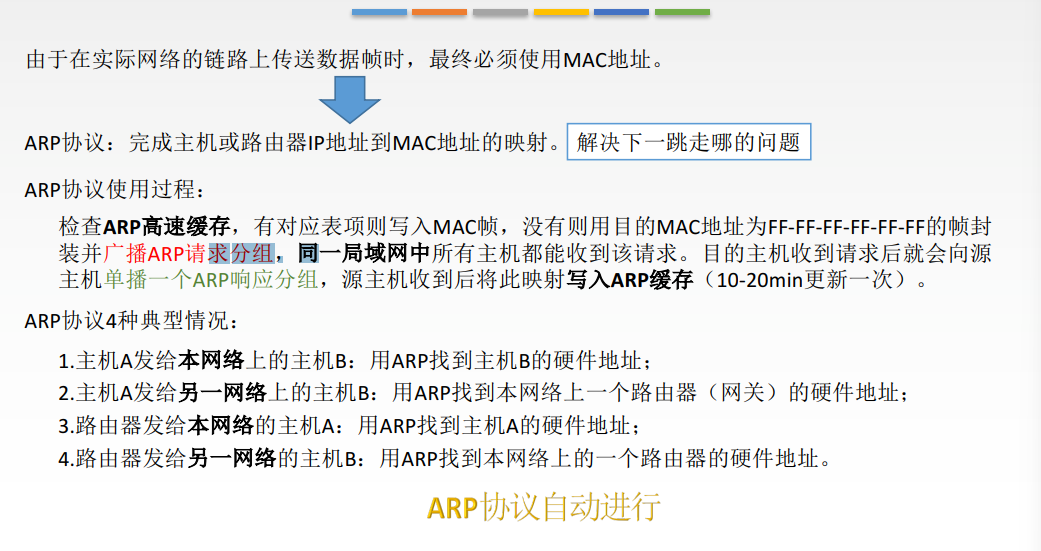 由于在实际网络的链路上传送数据帧时，最终必须使用MAC地址。
ARP协议：完成主机或路由器IP地址到MAC地址的映射。 解决下一跳走哪的问题
ARP协议使用过程：
检查ARP高速缓存，有对应表项则写入MAC帧，没有则用目的MAC地址为FF-FF-FF-FF-FF-FF的帧封
装并广播ARP请求分组，同一局域网中所有主机都能收到该请求。目的主机收到请求后就会向源
主机单播一个ARP响应分组，源主机收到后将此映射写入ARP缓存（10-20min更新一次）。
ARP协议4种典型情况：
1.主机A发给本网络上的主机B：用ARP找到主机B的硬件地址；
2.主机A发给另一网络上的主机B：用ARP找到本网络上一个路由器（网关）的硬件地址；
3.路由器发给本网络的主机A：用ARP找到主机A的硬件地址；
4.路由器发给另一网络的主机B：用ARP找到本网络上的一个路由器的硬件地址。
ARP协议自动进行